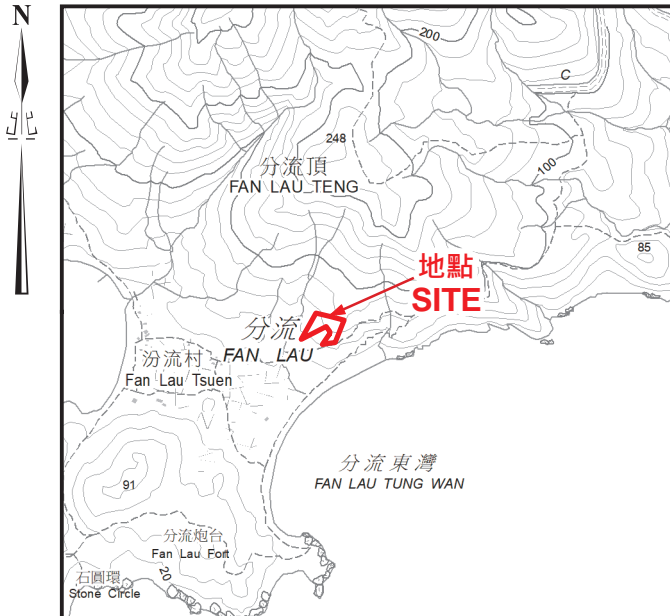 N
200
C
248
分流頂
FAN LAU TENG
100
85
地點
SITE
分流
FAN LAU
汾流村
Fan Lau Tsuen
分流東灣
FAN LAU TUNG WAN
91
分流炮台
Fan Lau Fort
20
石圓環
Stone Circle